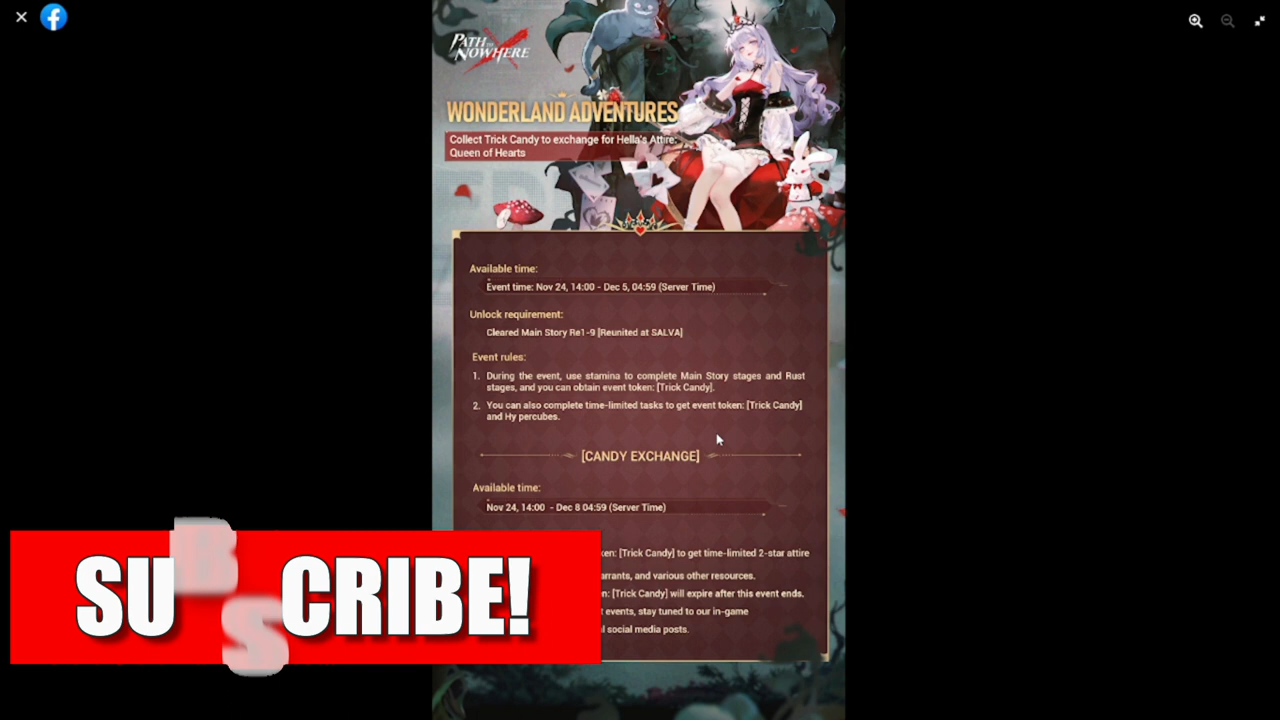 PATH TO NOWHERE
WONDERLAND ADVENTURES
Collect Trick Candy to exchange for Hella's Attire:
Queen of Hearts
Available time:
Event time: Nov 24, 14:00 - Dec 5, 04:59 (Server Time)
Unlock requirement:
Cleared Main Story Re1-9 [Reunited at SALVA]
Event rules:
1. During the event, use stamina to complete Main Story stages and Rust
stages, and you can obtain event token: [Trick Candy].
2. You can also complete time-limited tasks to get event token: [Trick Candy]
and Hy percubes.
[CANDY EXCHANGE]
Available time:
Nov 24, 14:00 - Dec 8 04:59 (Server Time)
[Trick Candy] to get time-limited 2-star attire
and various other resources.
[Trick Candy] will expire after this event ends.
events, stay tuned to our in-game
social media posts.
SUBSCRIBE!